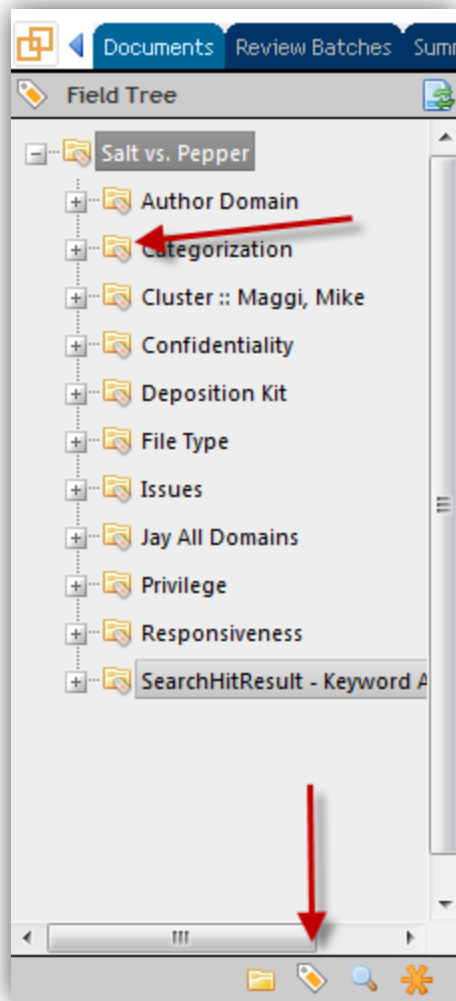 Documents Review Batches Summ
Field Tree
Salt vs. Pepper
Author Domain
Categorization
Cluster :: Maggi, Mike
Confidentiality
Deposition Kit
File Type
Issues
Jay All Domains
Privilege
Responsiveness
SearchHitResult - Keyword A